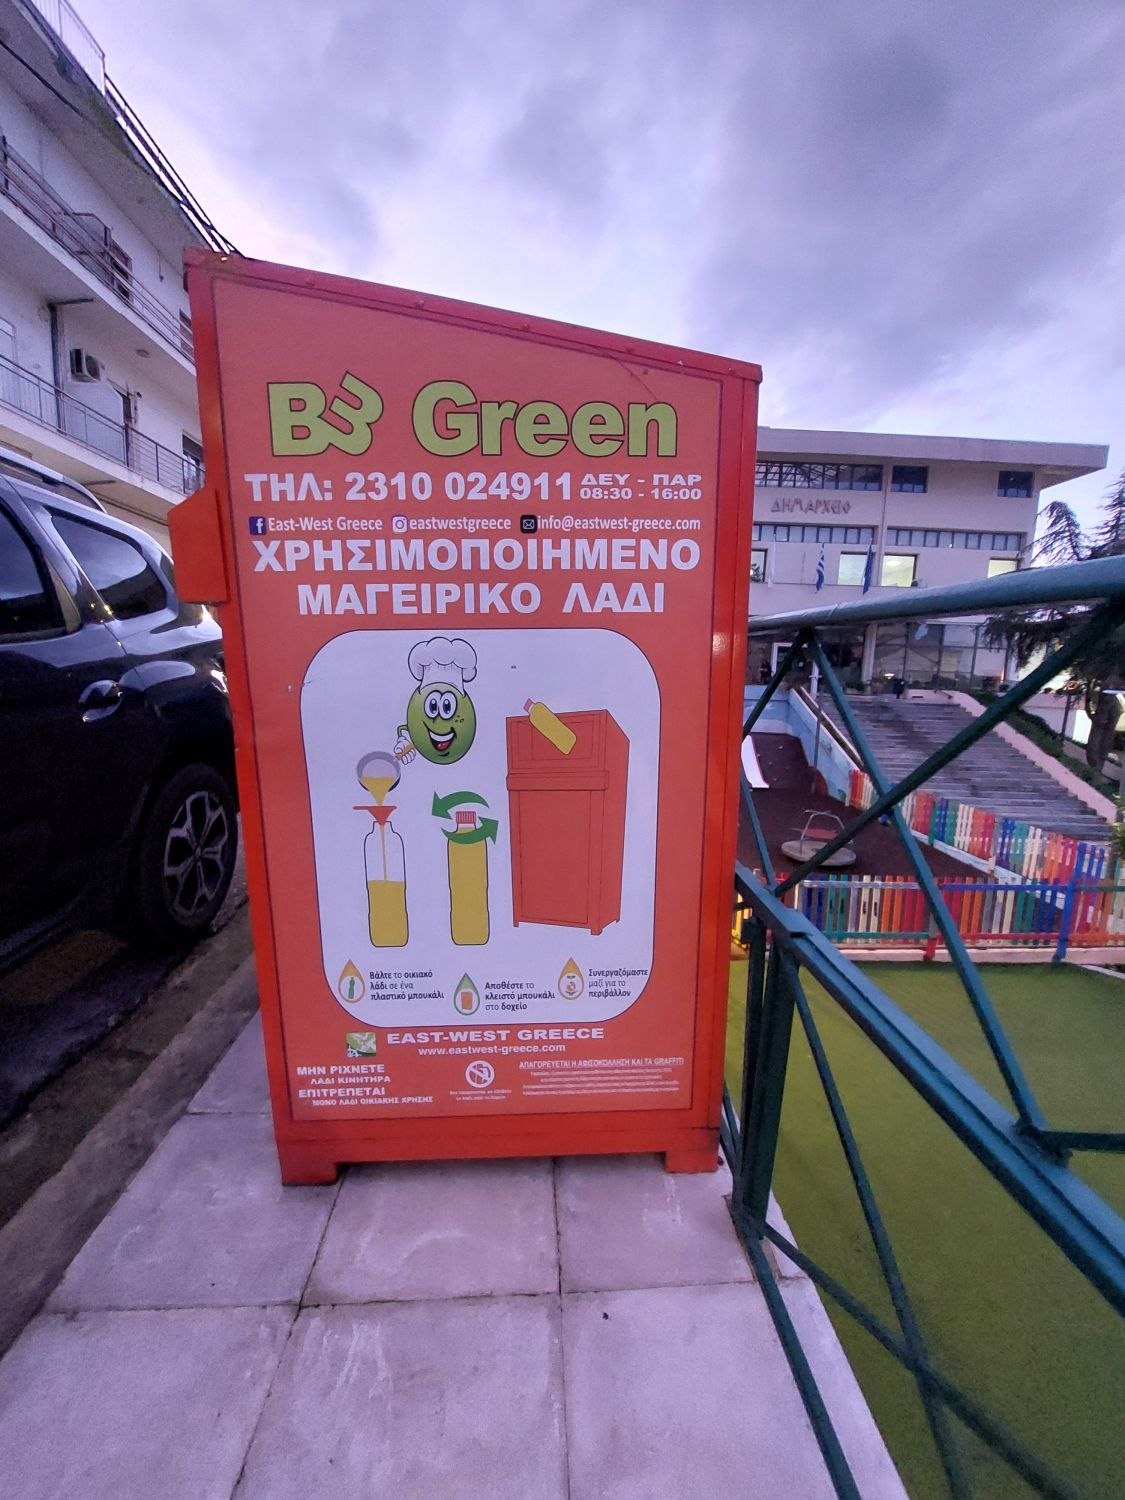 BW Green
ΤΗΛ: 2310 024911 ΔΕΥ - ΠΑΡ
08:30 - 16:00
East-West Greece eastwestgreece info@eastwest-greece.com
ΧΡΗΣΙΜΟΠΟΙΗΜΕΝΟ
ΜΑΓΕΙΡΙΚΟ ΛΑΔΙ
ΔΗΜΑΡΧΕΙΟ
Βάλτε το οικιακό
λάδι σε ένα
πλαστικό μπουκάλι
Αποθέστε το
κλειστό μπουκάλι
στο δοχείο
Συνεργαζόμαστε
μαζί για το
περιβάλλον
EAST-WEST GREECE
www.eastwest-greece.com
ΜΗΝ ΡΙΧΝΕΤΕ
ΛΑΔΙ ΚΙΝΗΤΗΡΑ
ΕΠΙΤΡΕΠΕΤΑΙ
ΜΟΝΟ ΛΑΔΙ ΟΙΚΙΑΚΗΣ ΧΡΗΣΗΣ
ΑΠΑΓΟΡΕΥΕΤΑΙ Η ΑΦΙΣΟΚΟΛΛΗΣΗ ΚΑΙ ΤΑ GRAFFITI